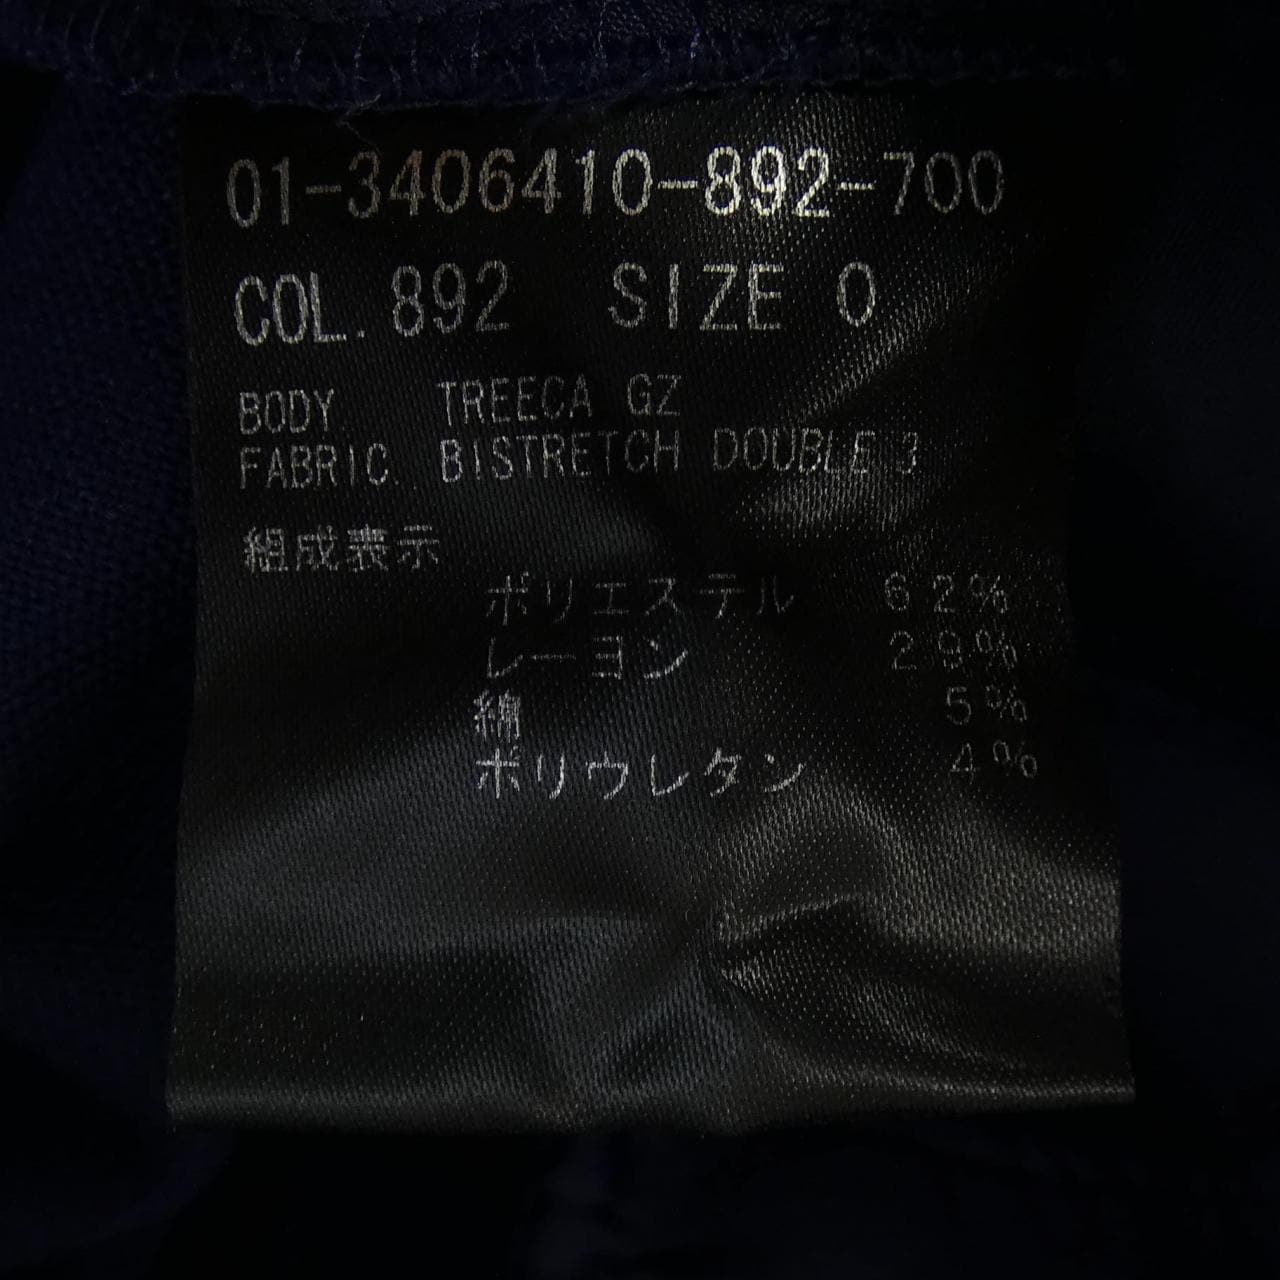 01-3406410-892-700
COL. 892 SIZE 0
BODY. TREECA GZ
FABRIC. BISTRETCH DOUBLE 3
組成表示
ポリエステル 62%
レーヨン 29%
綿 5%
ポリウレタン 4%